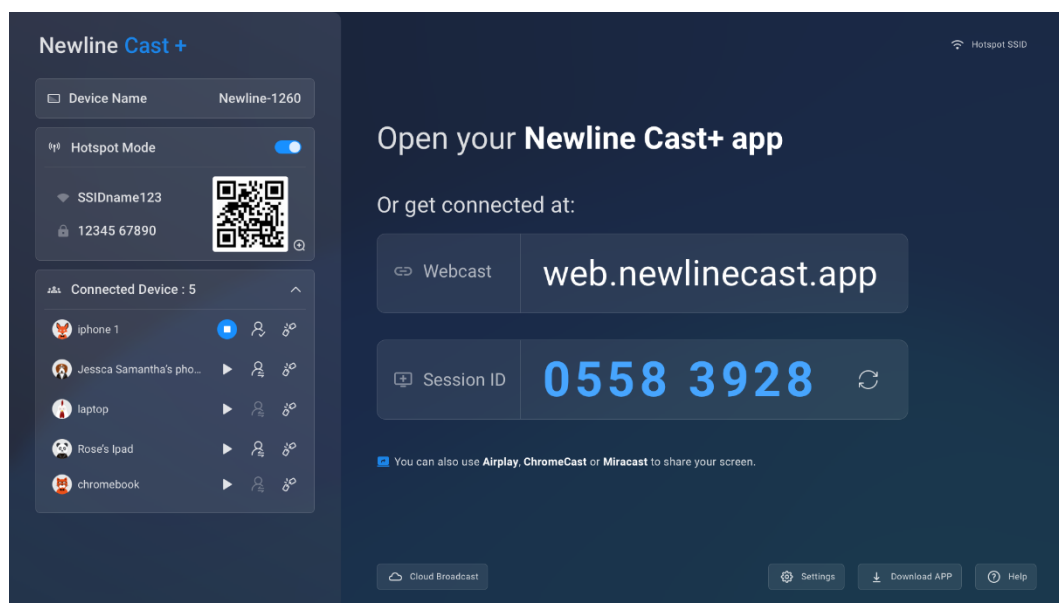 Newline Cast +
Hotspot SSID
Device Name Newline-1260
Hotspot Mode
SSIDname123
12345 67890
Connected Device : 5
iphone 1
Jessca Samantha's pho...
laptop
Rose's Ipad
chromebook
Open your Newline Cast+ app
Or get connected at:
Webcast web.newlinecast.app
Session ID 0558 3928
You can also use Airplay, ChromeCast or Miracast to share your screen.
Cloud Broadcast
Settings
Download APP
Help